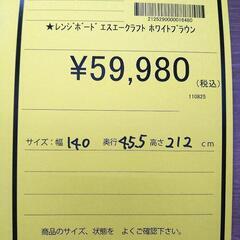 2125290000016480
★レンジボード エスエークラフト ホワイトブラウン
¥59,980
(税込)
110825
サイズ:幅 140 奥行 45.5 高さ 212 cm
商品のサイズ、状態を よくご確認下さい。